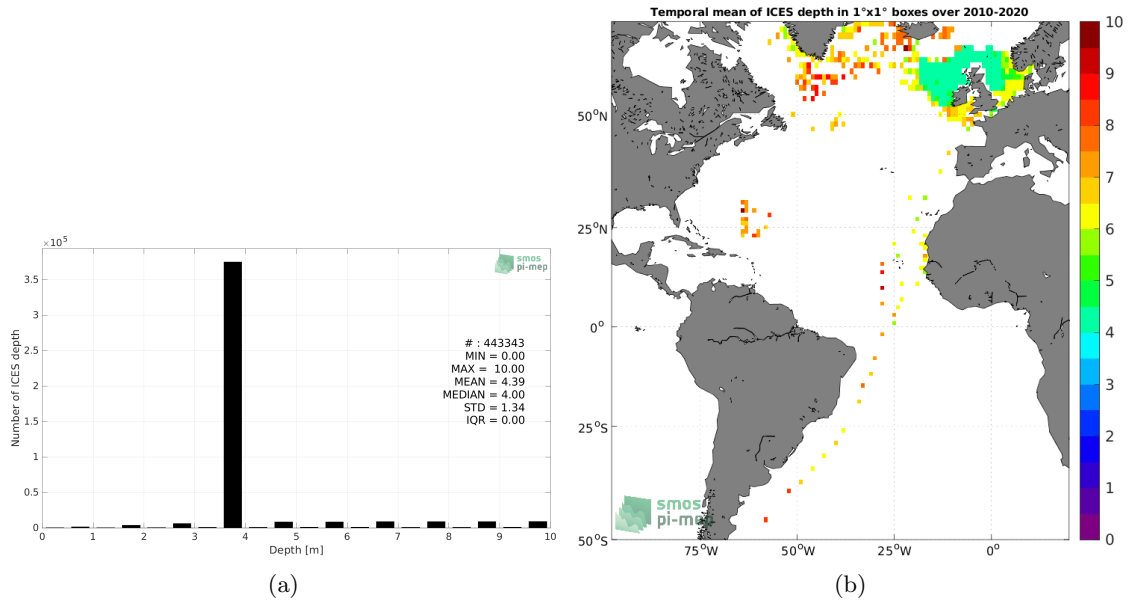 ×10⁵
3.5
3
2.5
2
1.5
1
0.5
0
Number of ICES depth
0 1 2 3 4 5 6 7 8 9 10
Depth [m]
smos
pi-mep
# : 443343
MIN = 0.00
MAX = 10.00
MEAN = 4.39
MEDIAN = 4.00
STD = 1.34
IQR = 0.00
(a)
Temporal mean of ICES depth in 1°x1° boxes over 2010-2020
50°N
25°N
0°
25°S
50°S
75°W 50°W 25°W 0°
smos
pi-mep
10
9
8
7
6
5
4
3
2
1
0
(b)